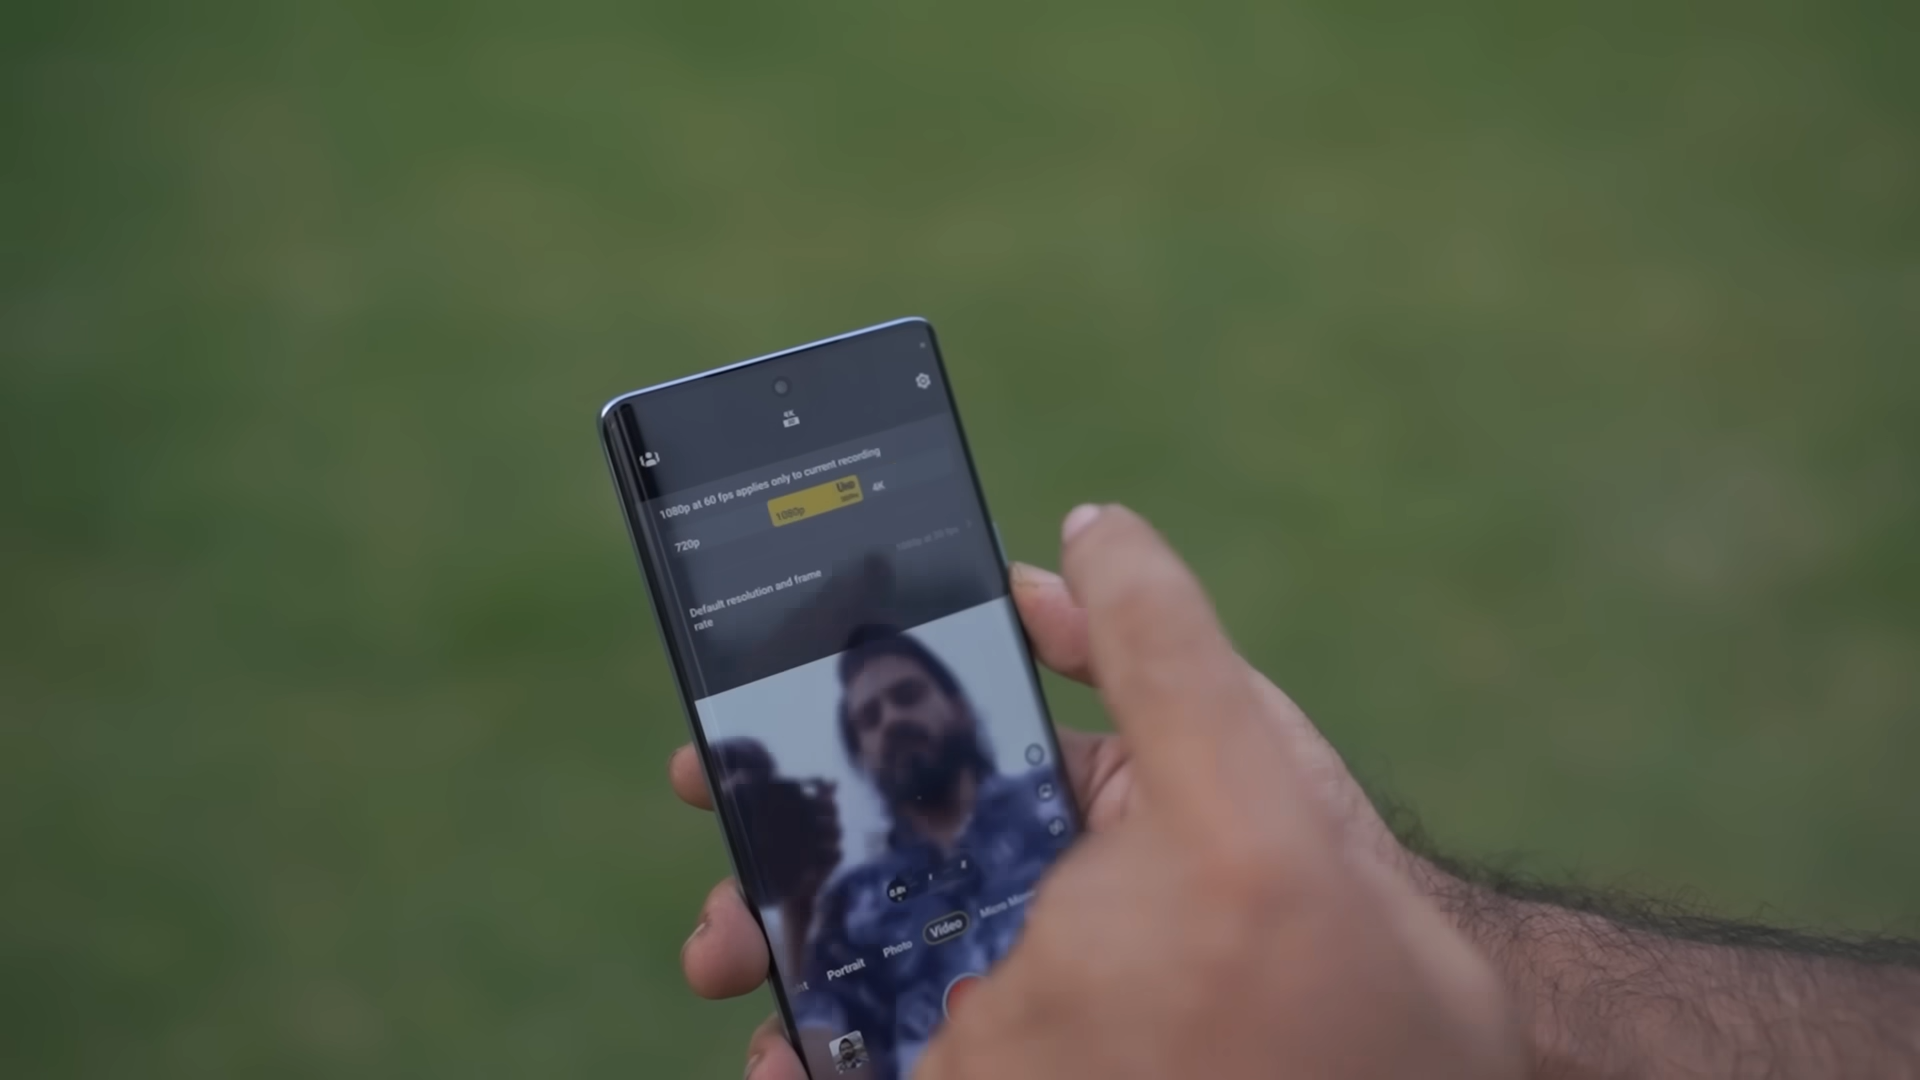 4K
1080p at 60 fps applies only to current recording
720p
1080p
4K
Default resolution and frame
rate
Portrait
Photo
Video
Micro